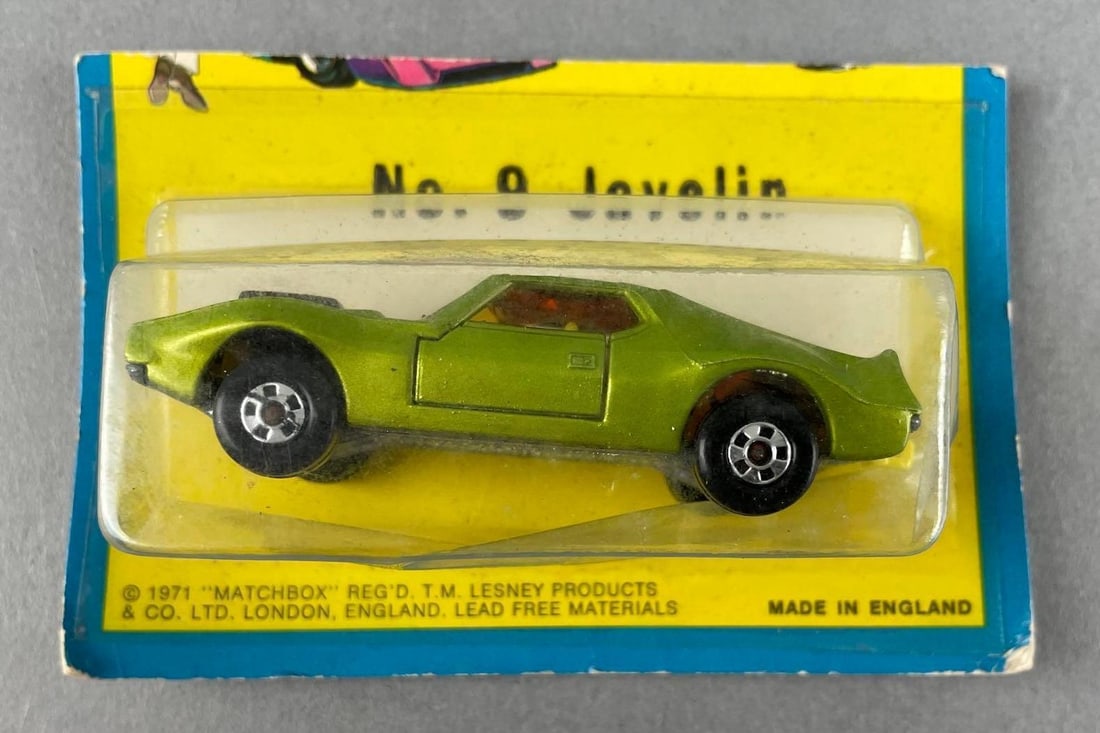 No. 9 Javelin
© 1971 "MATCHBOX" REG'D. T.M. LESNEY PRODUCTS
& CO. LTD. LONDON, ENGLAND. LEAD FREE MATERIALS
MADE IN ENGLAND